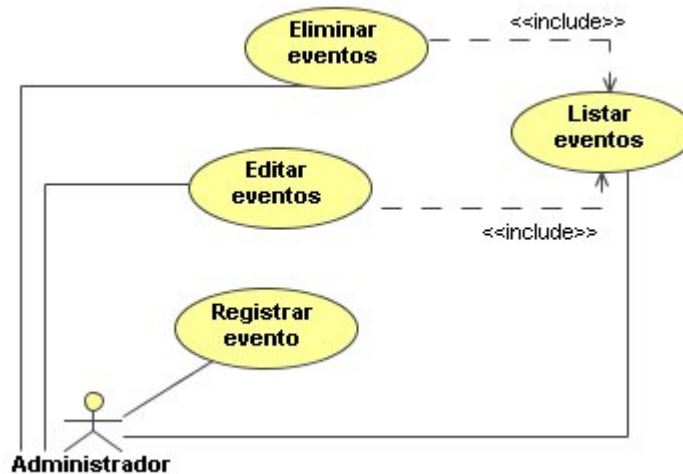 Eliminar
eventos
<<include>>
Listar
eventos
Editar
eventos
<<include>>
Registrar
evento
Administrador